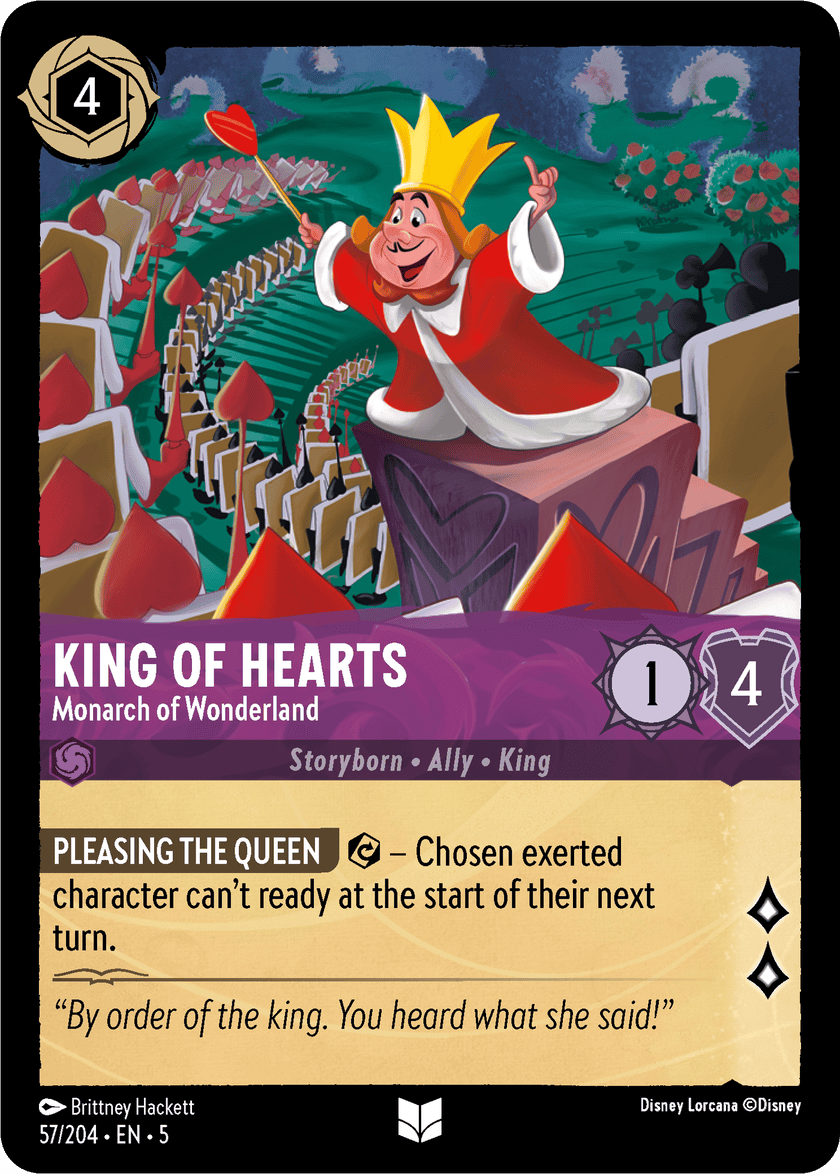 4
KING OF HEARTS
Monarch of Wonderland
1 4
Storyborn • Ally • King
PLEASING THE QUEEN – Chosen exerted
character can’t ready at the start of their next
turn.
“By order of the king. You heard what she said!”
Brittney Hackett
Disney Lorcana ©Disney
57/204 • EN • 5